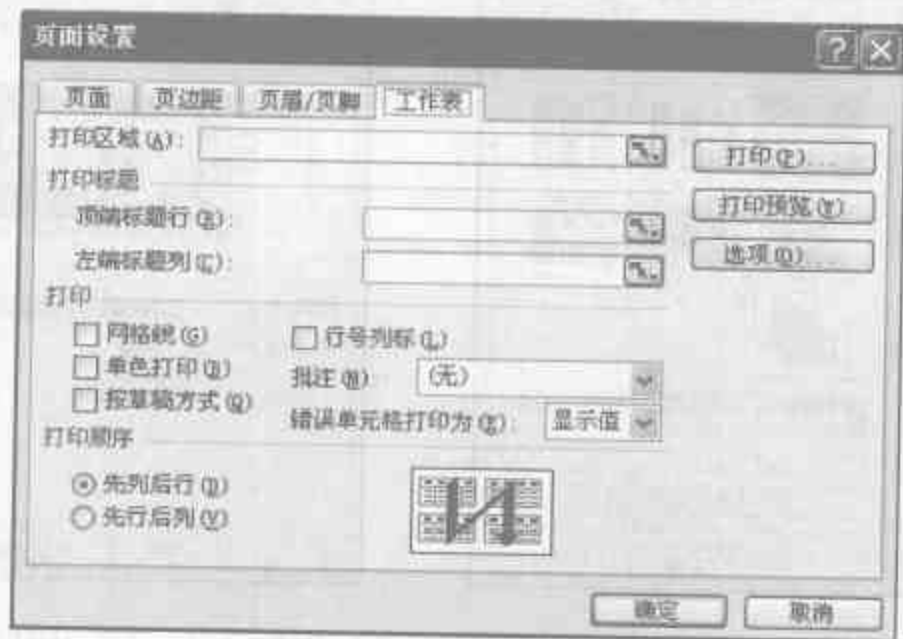 页面设置
页面 页边距 页眉/页脚 工作表
打印区域(A):
打印(P)...
打印标题
顶端标题行(R):
打印预览(W)
左端标题列(C):
选项(O)...
打印
网格线(G) 行号列标(L)
单色打印(B) 批注(M): (无)
按草稿方式(Q) 错误单元格打印为(E): 显示值
打印顺序
先列后行(D)
先行后列(V)
确定 取消